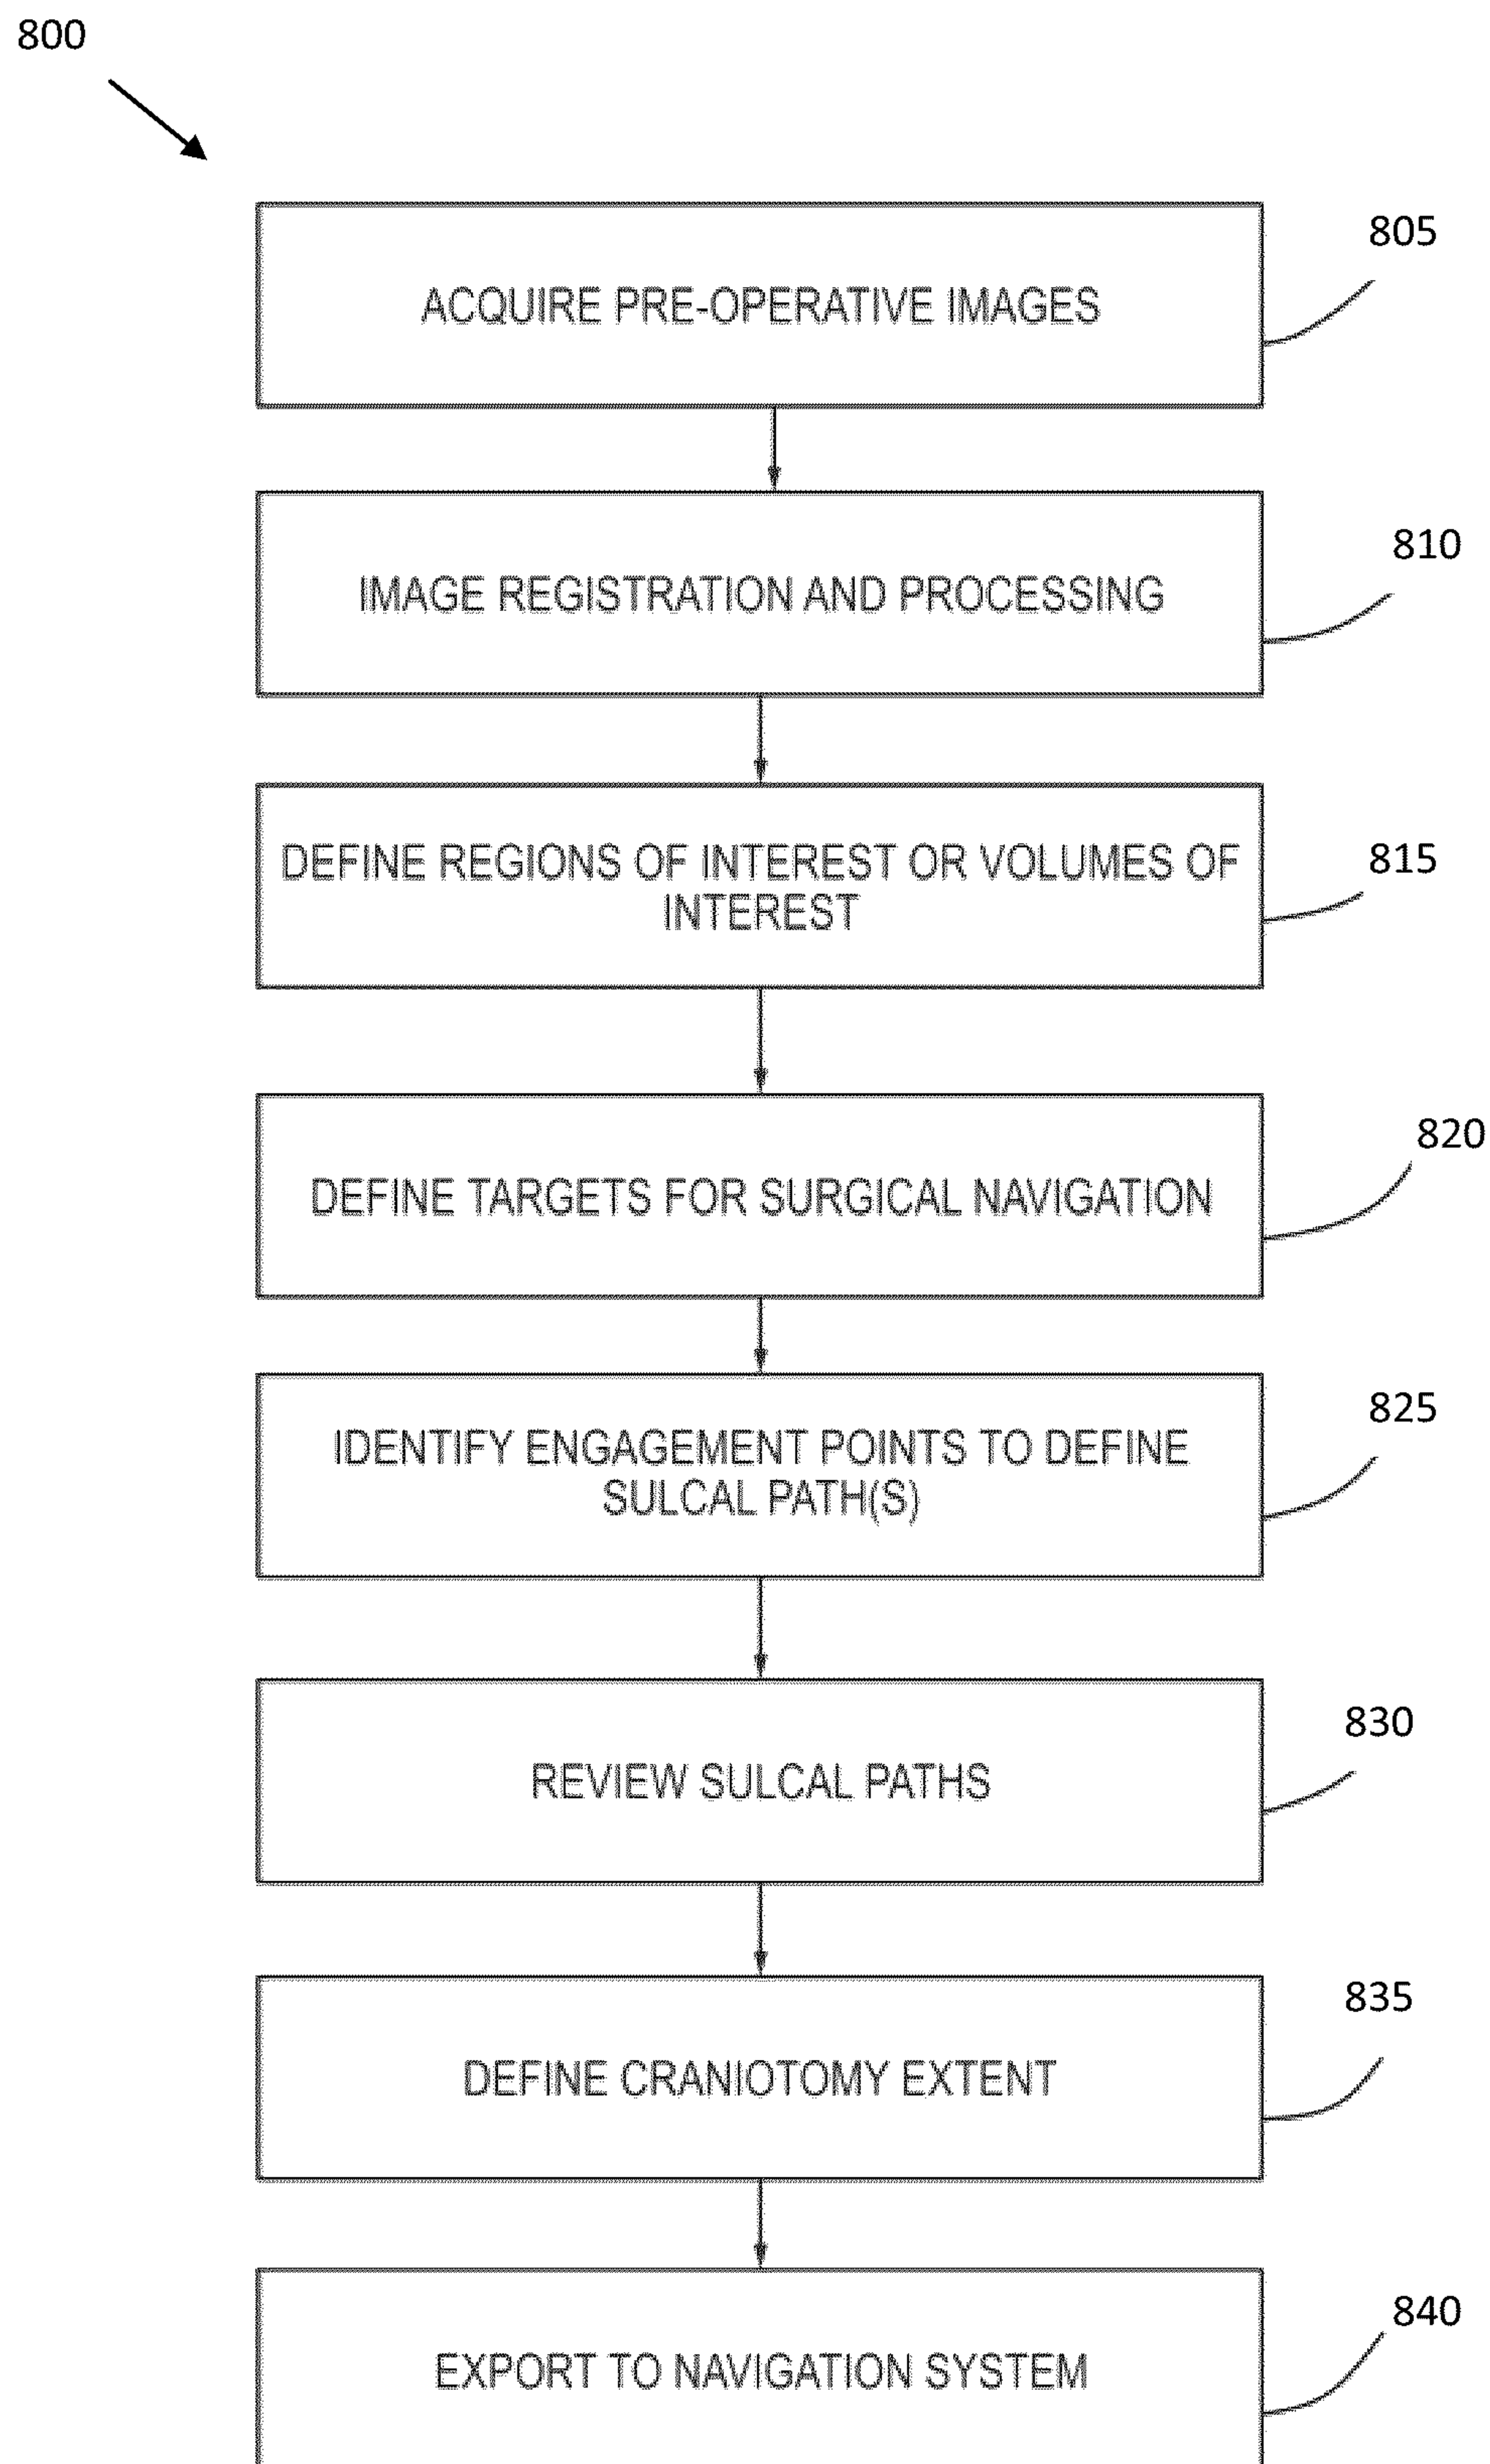 800
805
ACQUIRE PRE-OPERATIVE IMAGES
810
IMAGE REGISTRATION AND PROCESSING
815
DEFINE REGIONS OF INTEREST OR VOLUMES OF
INTEREST
820
DEFINE TARGETS FOR SURGICAL NAVIGATION
825
IDENTIFY ENGAGEMENT POINTS TO DEFINE
SULCAL PATH(S)
830
REVIEW SULCAL PATHS
835
DEFINE CRANIOTOMY EXTENT
840
EXPORT TO NAVIGATION SYSTEM